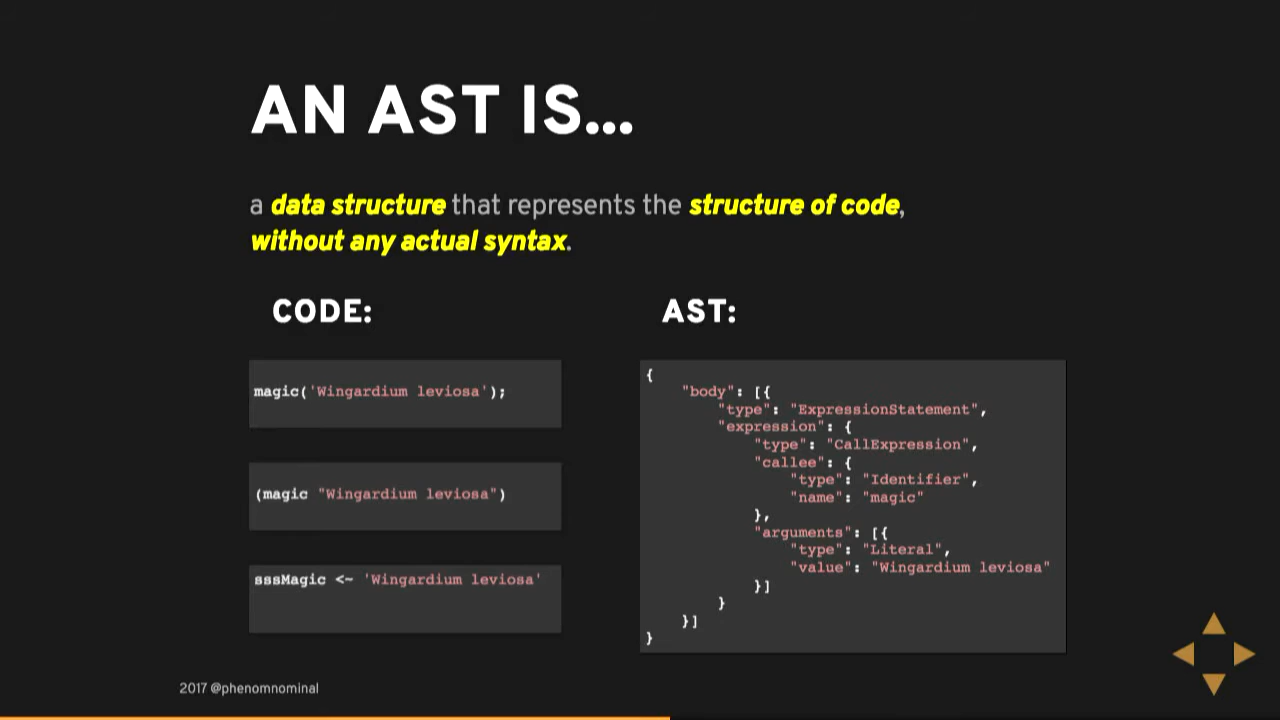 AN AST IS...
a data structure that represents the structure of code,
without any actual syntax.
CODE:
magic('Wingardium leviosa');
(magic "Wingardium leviosa")
sssMagic <- 'Wingardium leviosa'
AST:
{
    "body": [{
        "type": "ExpressionStatement",
        "expression": {
            "type": "CallExpression",
            "callee": {
                "type": "Identifier",
                "name": "magic"
            },
            "arguments": [{
                "type": "Literal",
                "value": "Wingardium leviosa"
            }]
        }
    }]
}
2017 @phenomnominal